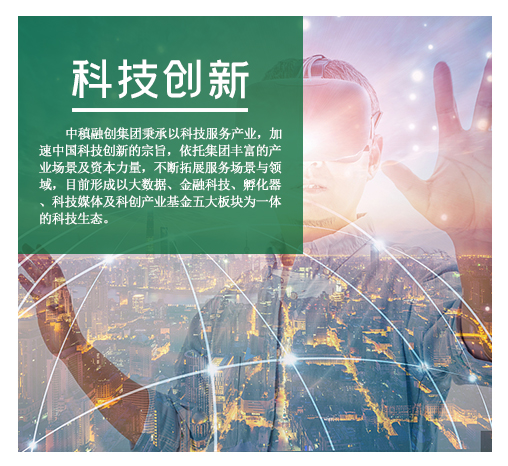 科技创新
中稹融创集团秉承以科技服务产业，加
速中国科技创新的宗旨，依托集团丰富的产
业场景及资本力量，不断拓展服务场景与领
域，目前形成以大数据、金融科技、孵化器
、科技媒体及科创产业基金五大板块为一体
的科技生态。